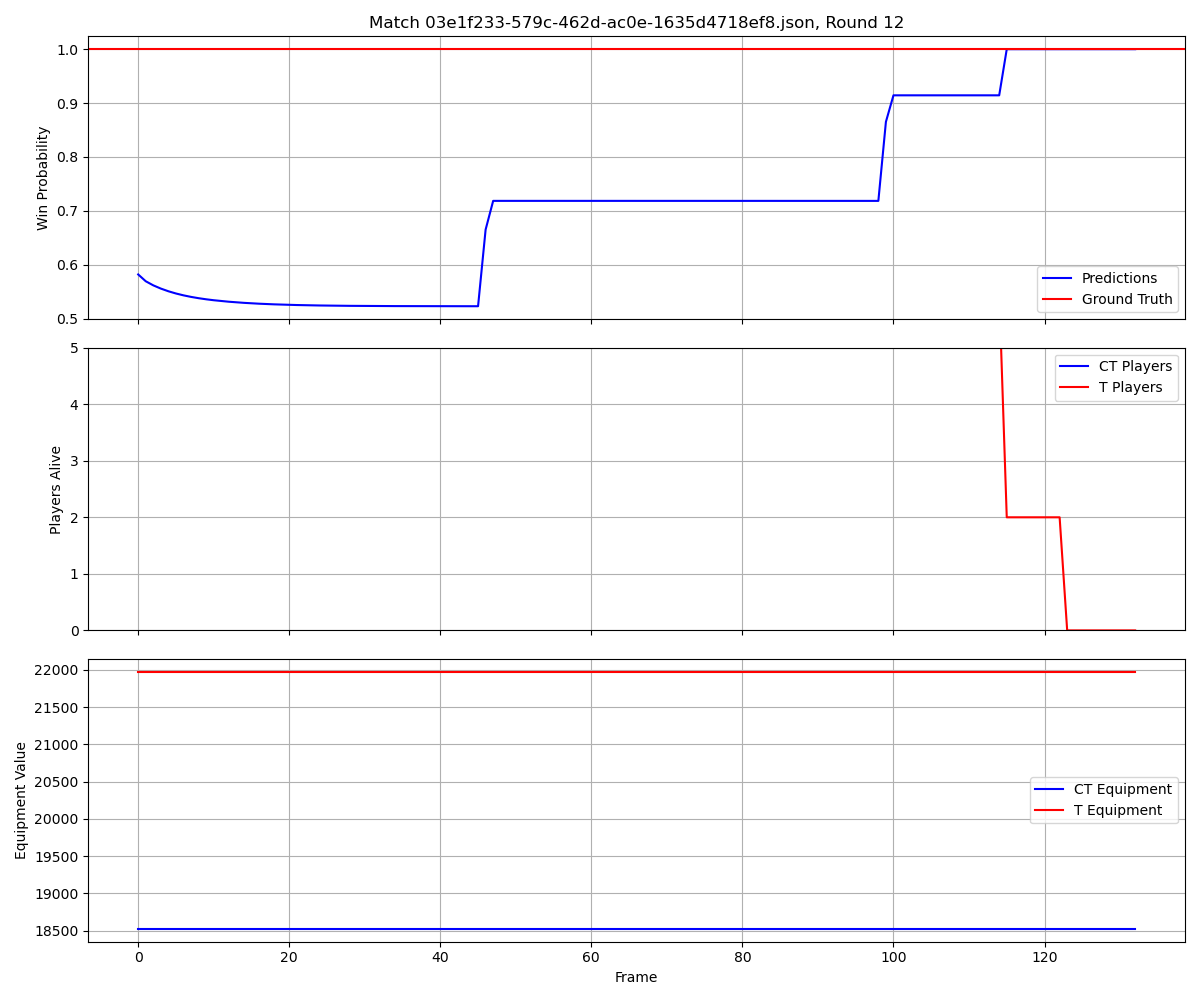 Match 03e1f233-579c-462d-ac0e-1635d4718ef8.json, Round 12
Win Probability
1.0
0.9
0.8
0.7
0.6
0.5
Predictions
Ground Truth
Players Alive
5
4
3
2
1
0
CT Players
T Players
Equipment Value
22000
21500
21000
20500
20000
19500
19000
18500
CT Equipment
T Equipment
0 20 40 60 80 100 120
Frame